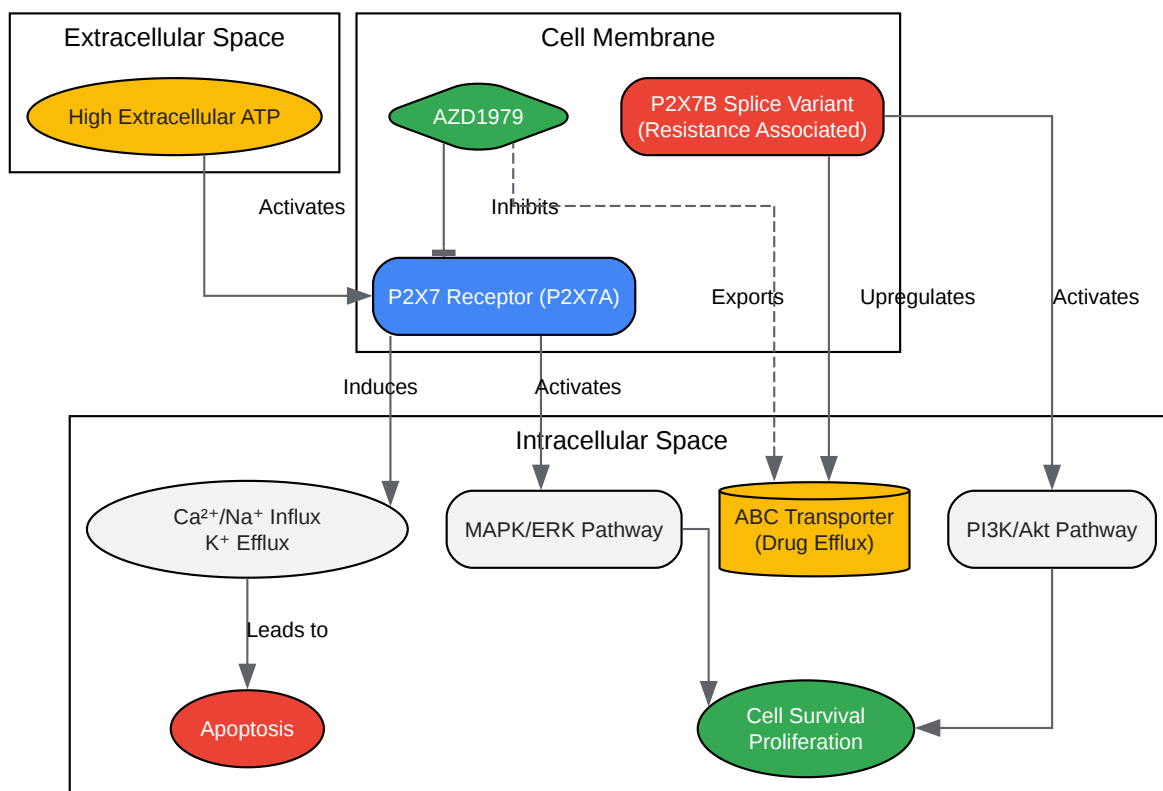 Extracellular Space
Cell Membrane
High Extracellular ATP
AZD1979
P2X7B Splice Variant
(Resistance Associated)
Activates
Inhibits
P2X7 Receptor (P2X7A)
Exports
Upregulates
Activates
Induces
Activates
Intracellular Space
Ca²⁺/Na⁺ Influx
K⁺ Efflux
MAPK/ERK Pathway
ABC Transporter
(Drug Efflux)
PI3K/Akt Pathway
Leads to
Apoptosis
Cell Survival
Proliferation